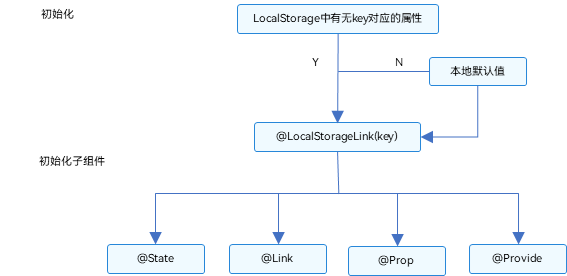 初始化
LocalStorage中有无key对应的属性
Y
N
本地默认值
@LocalStorageLink(key)
初始化子组件
@State
@Link
@Prop
@Provide